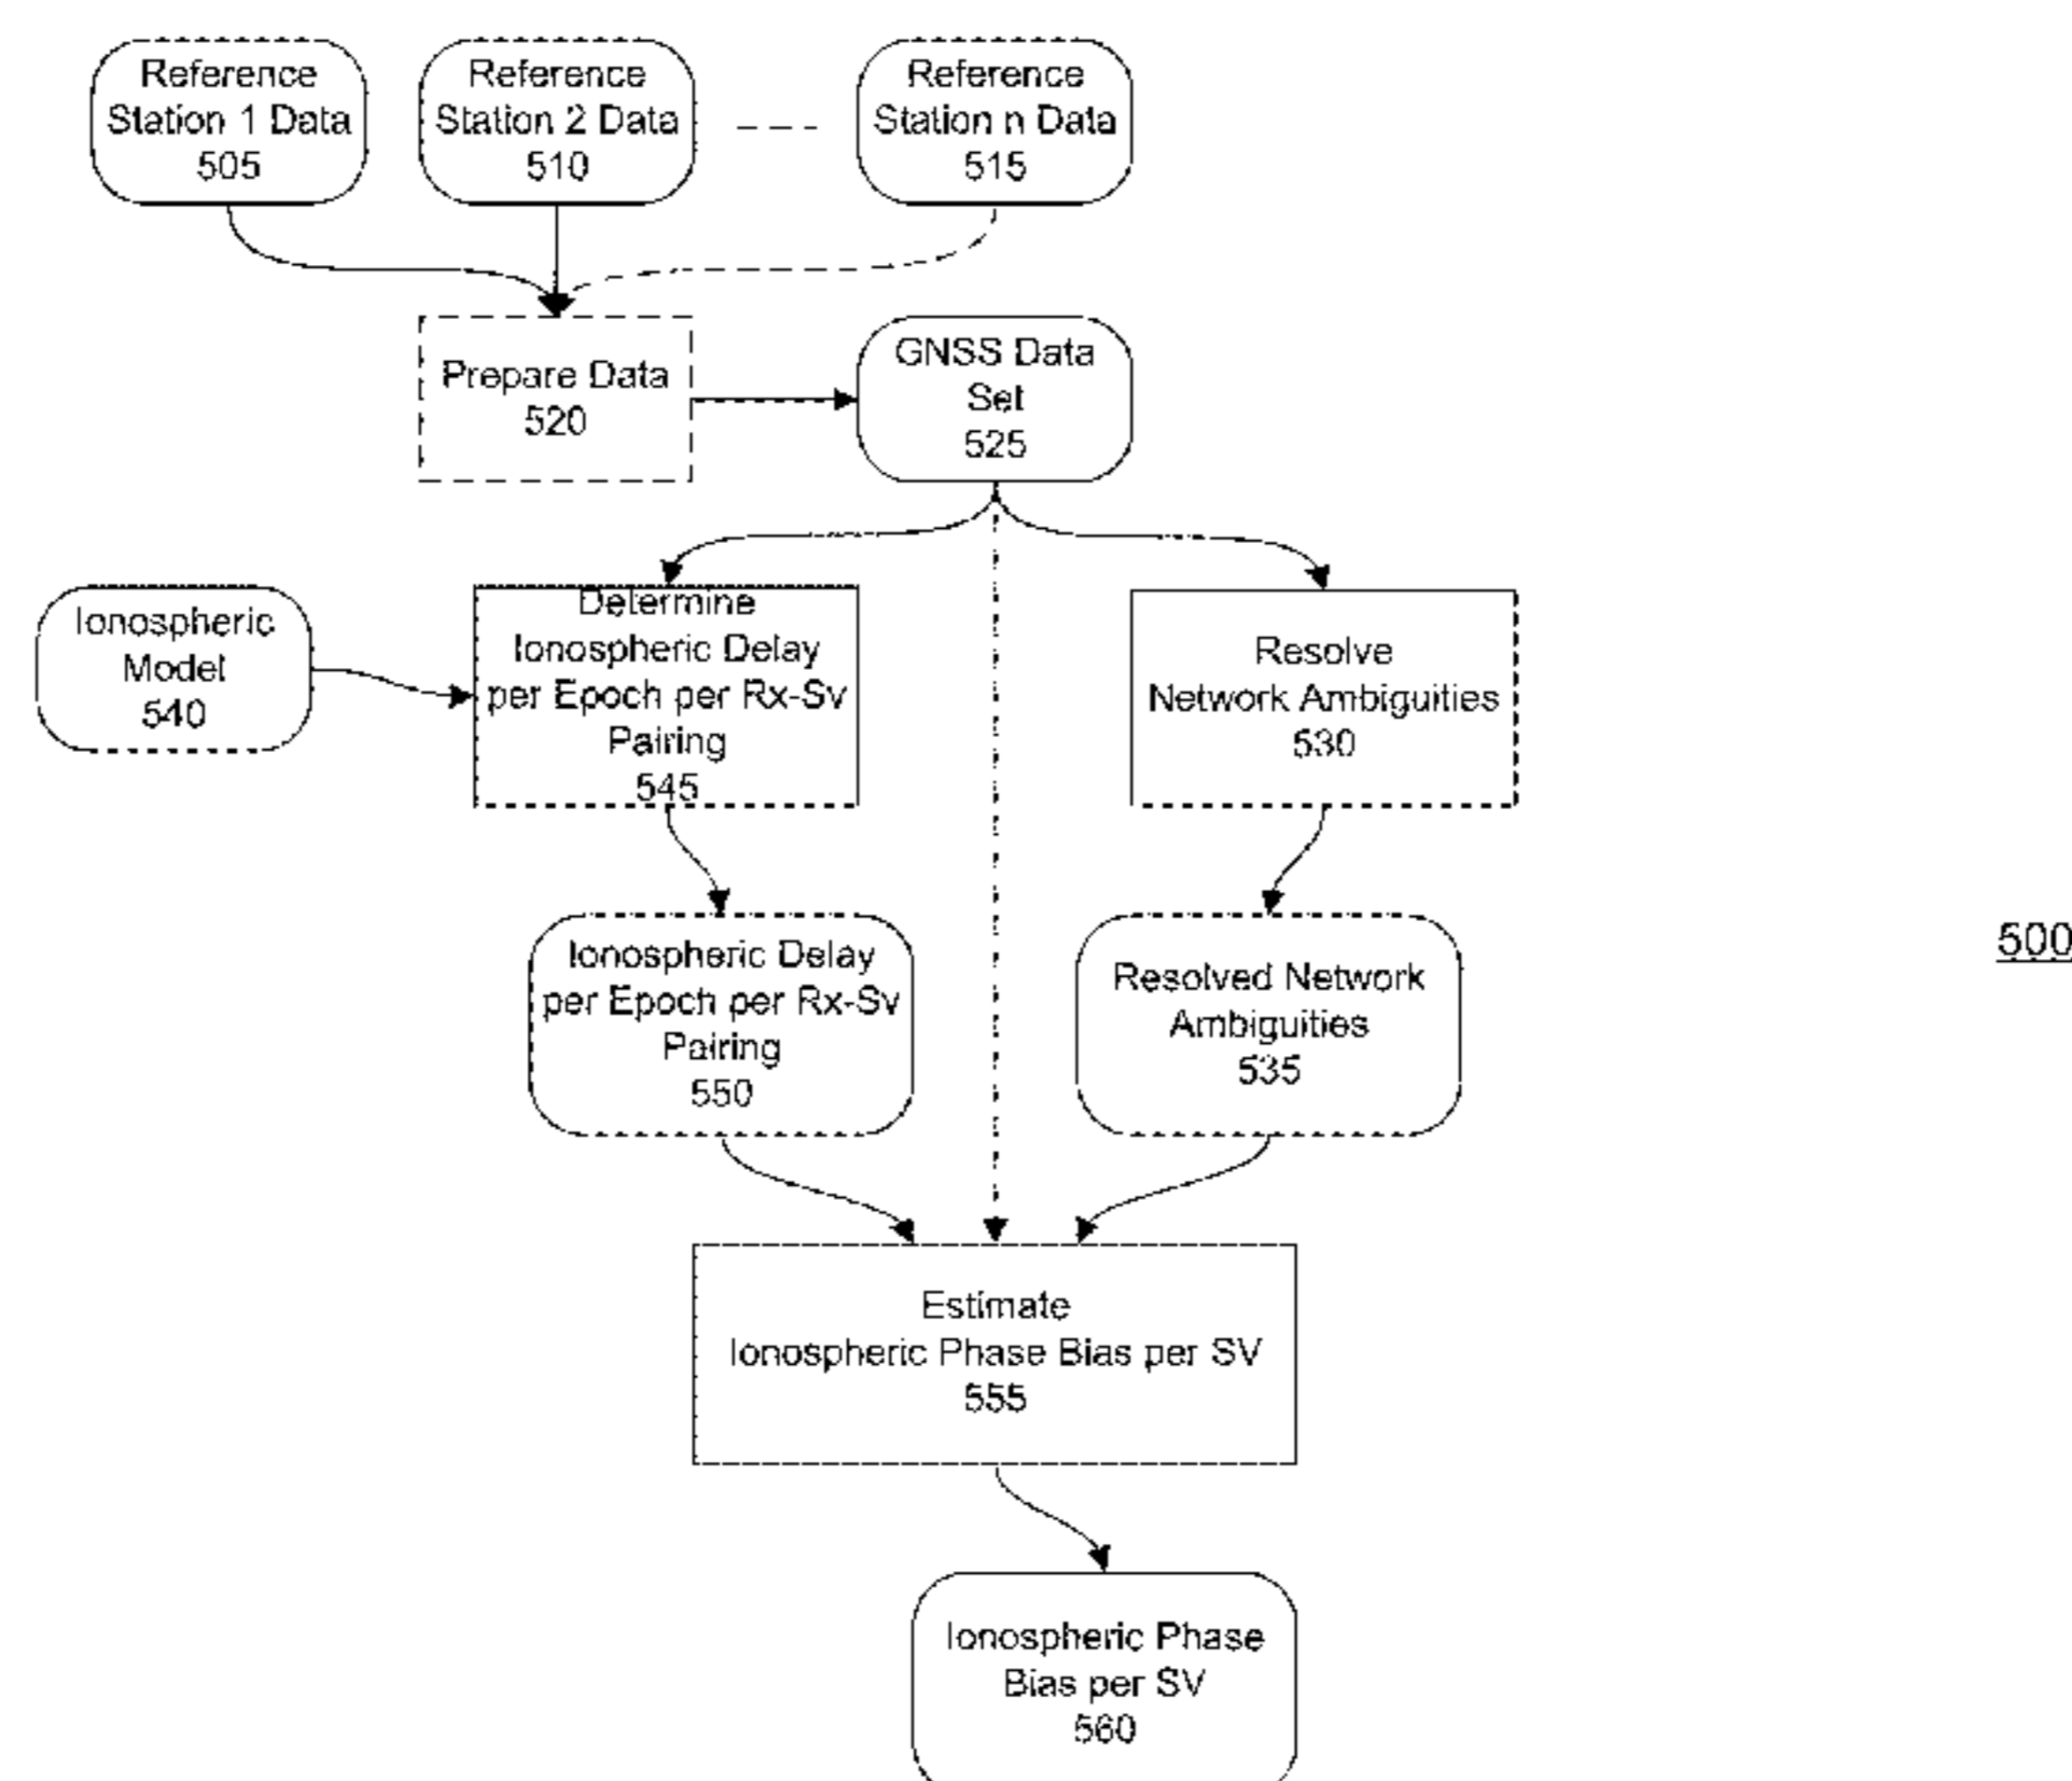 Reference
Station 1 Data
505
Reference
Station 2 Data
510
Reference
Station n Data
515
Prepare Data
520
GNSS Data
Set
525
Ionospheric
Model
540
Determine
Ionospheric Delay
per Epoch per Rx-Sv
Pairing
545
Resolve
Network Ambiguities
530
Ionospheric Delay
per Epoch per Rx-Sv
Pairing
550
Resolved Network
Ambiguities
535
500
Estimate
Ionospheric Phase Bias per SV
555
Ionospheric Phase
Bias per SV
560